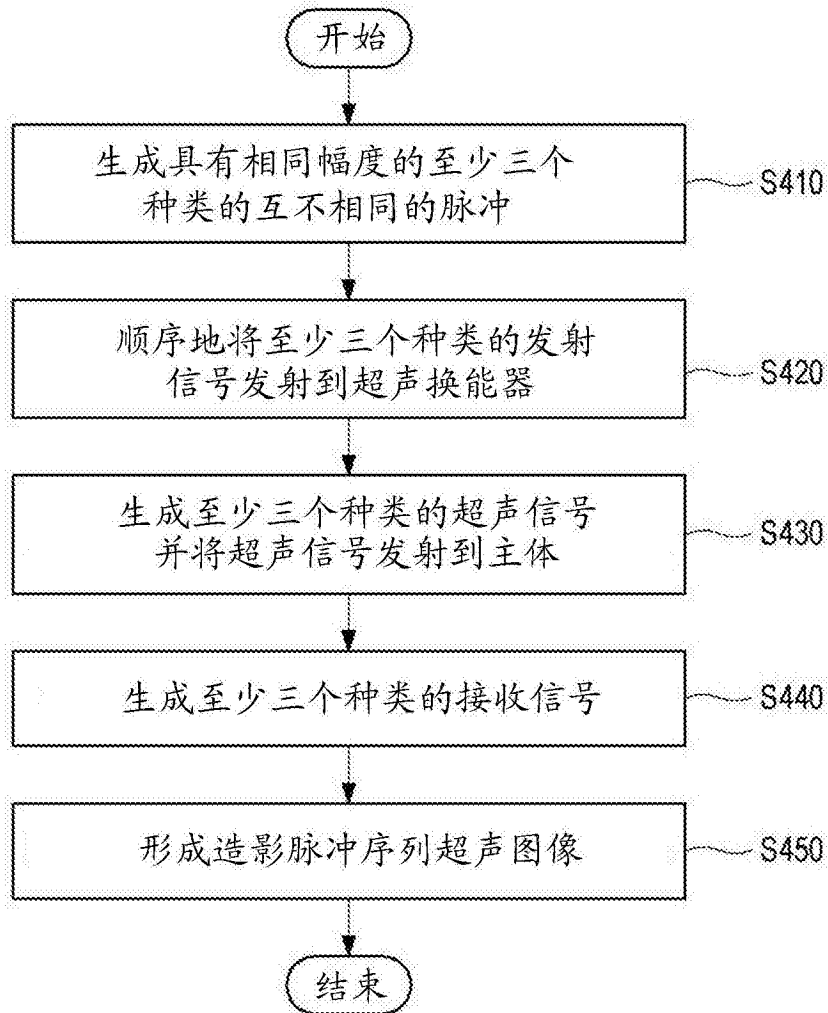 开始
生成具有相同幅度的至少三个
种类的互不相同的脉冲
S410
顺序地将至少三个种类的发射
信号发射到超声换能器
S420
生成至少三个种类的超声信号
并将超声信号发射到主体
S430
生成至少三个种类的接收信号
S440
形成造影脉冲序列超声图像
S450
结束